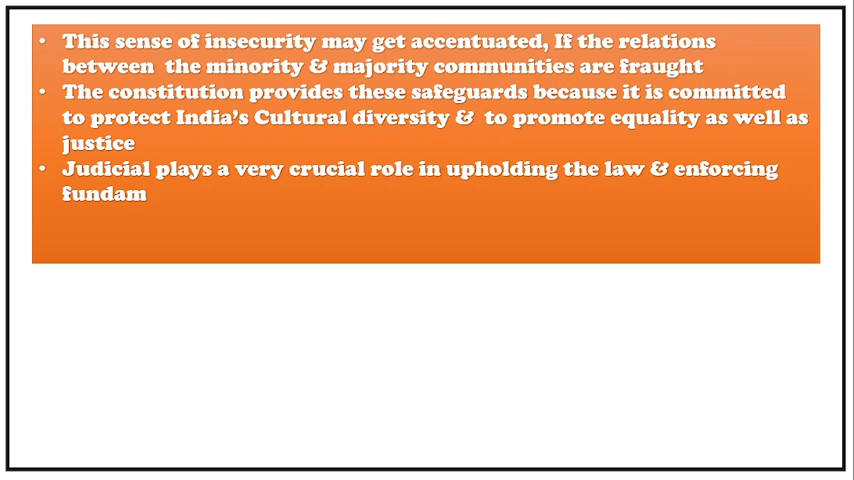 • This sense of insecurity may get accentuated, If the relations
between the minority & majority communities are fraught
• The constitution provides these safeguards because it is committed
to protect India's Cultural diversity & to promote equality as well as
justice
• Judicial plays a very crucial role in upholding the law & enforcing
fundam